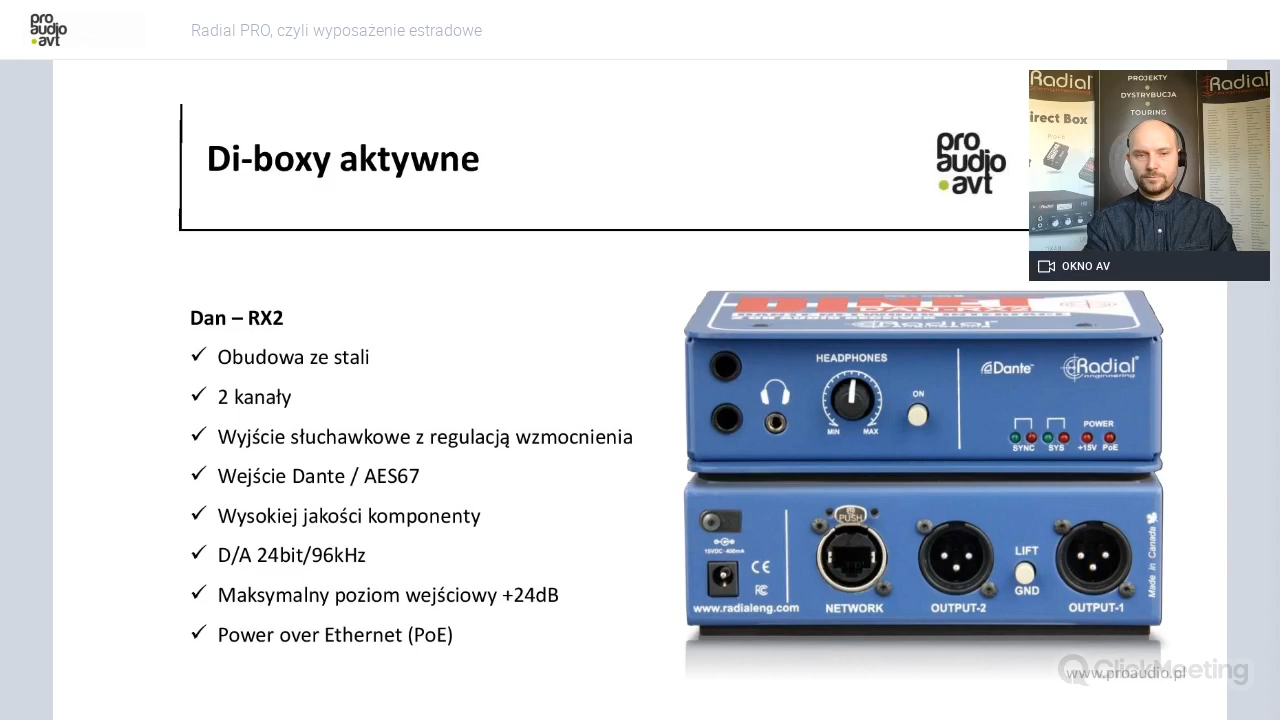 pro
audio
avt
Radial PRO, czyli wyposażenie estradowe
Radial
PROJEKTY
DYSTRYBUCJA
TOURING
Radial
irect Box
OKNO AV
Di-boxy aktywne
pro
audio
avt
Dan – RX2
✓ Obudowa ze stali
✓ 2 kanały
✓ Wyjście słuchawkowe z regulacją wzmocnienia
✓ Wejście Dante / AES67
✓ Wysokiej jakości komponenty
✓ D/A 24bit/96kHz
✓ Maksymalny poziom wejściowy +24dB
✓ Power over Ethernet (PoE)
HEADPHONES
MIN MAX
ON
Dante™
Radial®
engineering
POWER
SYNC SYS +15V PoE
PUSH
15VDC - 400mA
CE
FC
www.radialeng.com
NETWORK
OUTPUT-2
LIFT
GND
OUTPUT-1
Made in Canada
ClickMeeting
www.proaudio.pl